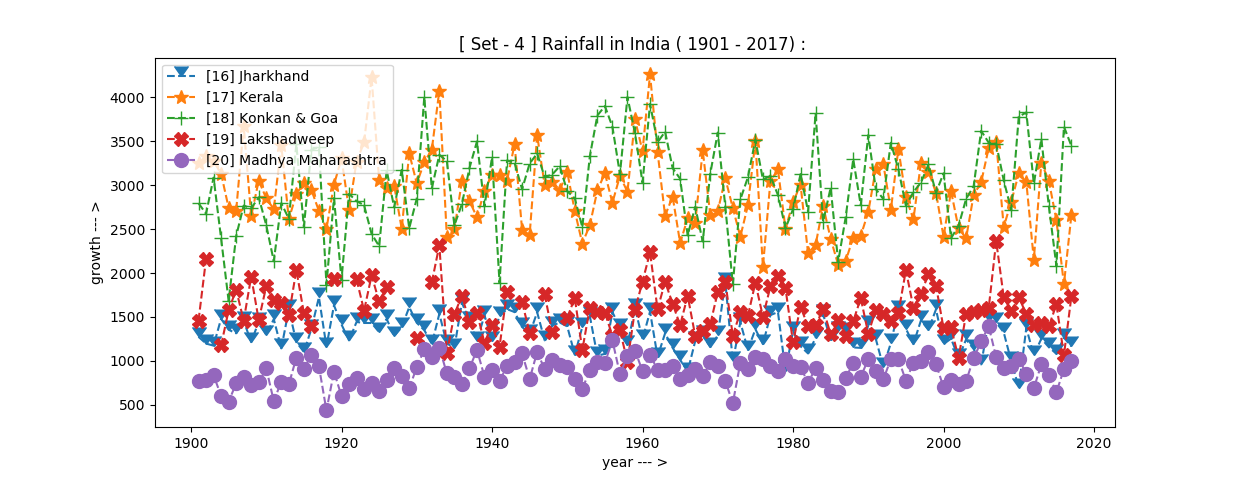 [ Set - 4 ] Rainfall in India ( 1901 - 2017) :
[16] Jharkhand
[17] Kerala
[18] Konkan & Goa
[19] Lakshadweep
[20] Madhya Maharashtra
growth --- >
4000
3500
3000
2500
2000
1500
1000
500
1900 1920 1940 1960 1980 2000 2020
year --- >